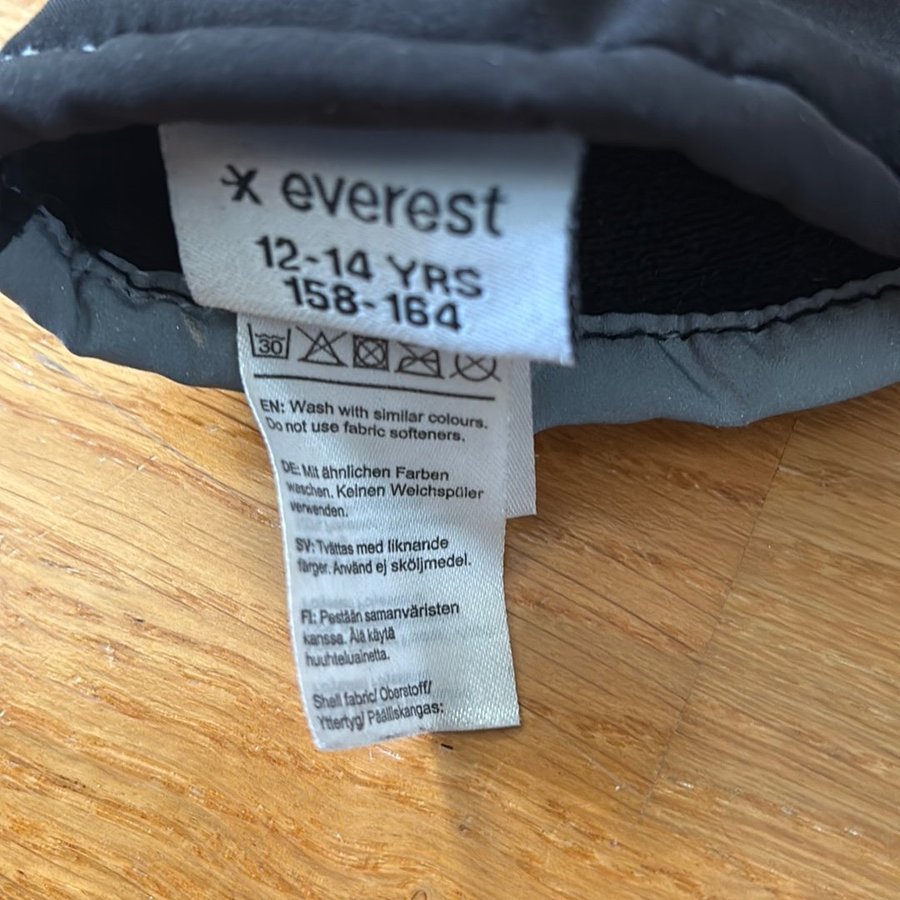 everest
12-14 YRS
158-164
30
EN: Wash with similar colours.
Do not use fabric softeners.
DE: Mit ähnlichen Farben
waschen. Keinen Weichspüler
verwenden.
SV: Tvättas med liknande
färger. Använd ej sköljmedel.
FI: Pestään samanväristen
kanssa. Älä käytä
huuhteluainetta.
Shell fabric/ Oberstoff/
Yttertyg/ Päälliskangas: